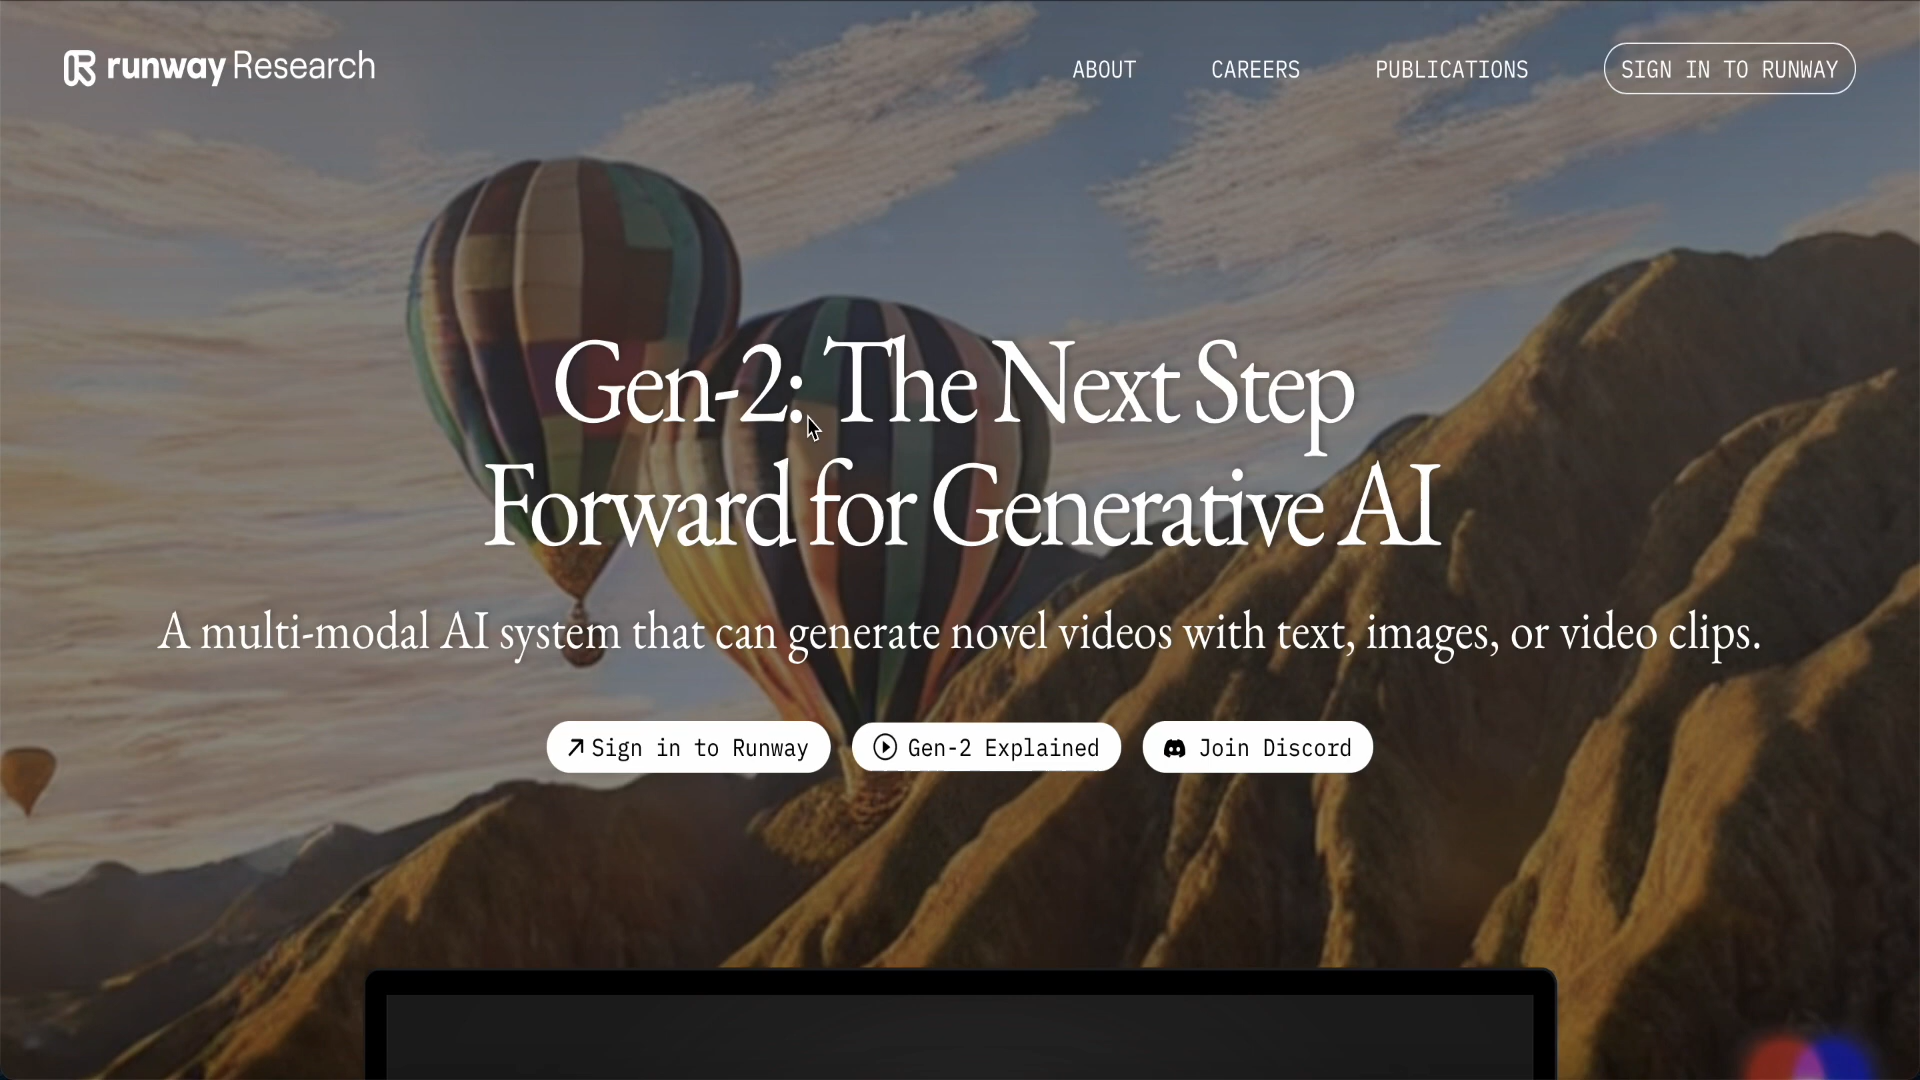 runway Research
ABOUT
CAREERS
PUBLICATIONS
SIGN IN TO RUNWAY
Gen-2: The Next Step
Forward for Generative AI
A multi-modal AI system that can generate novel videos with text, images, or video clips.
Sign in to Runway
Gen-2 Explained
Join Discord